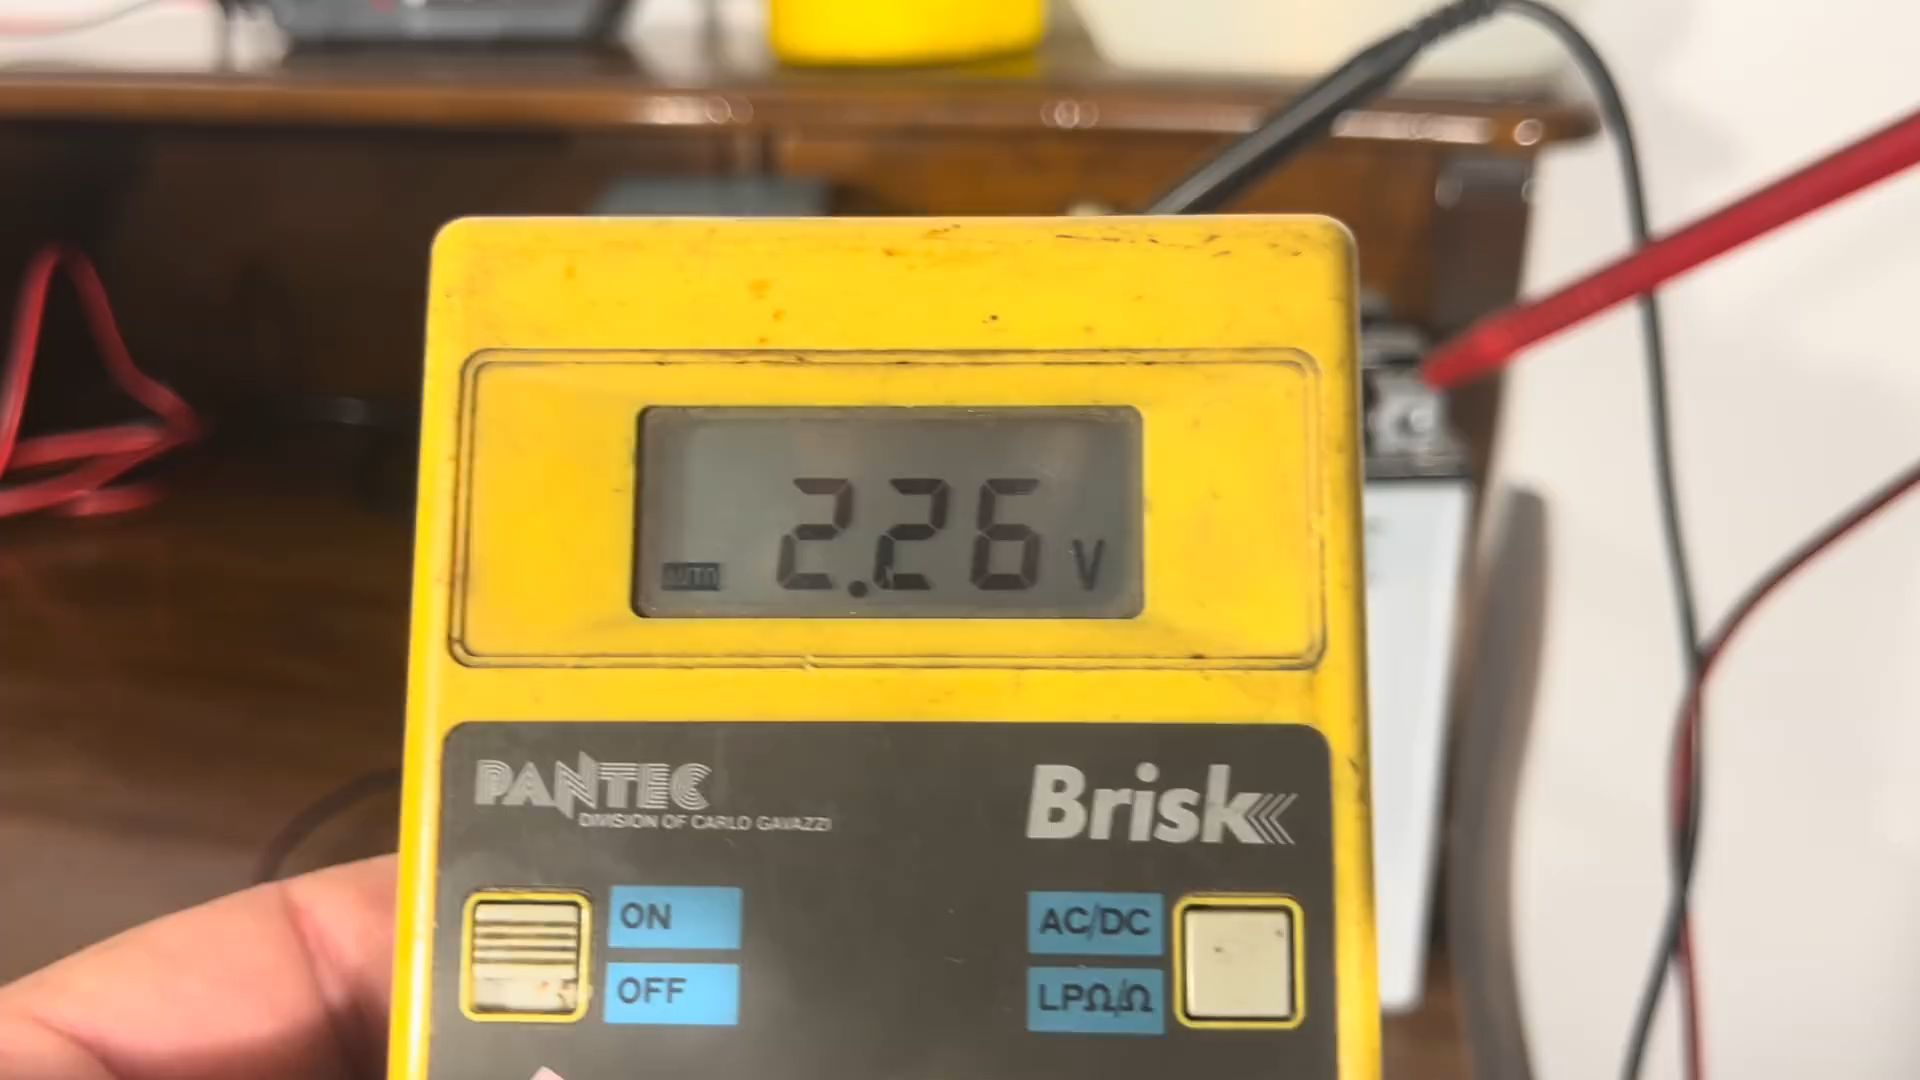 2.26 V
AUTO
PANTEC
DIVISION OF CARLO GAVAZZI
Brisk
ON
OFF
AC/DC
LPΩ/Ω